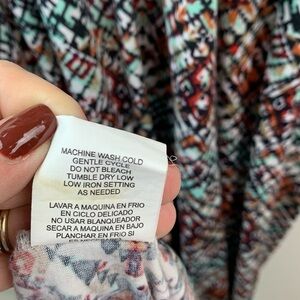 MACHINE WASH COLD
GENTLE CYCLE
DO NOT BLEACH
TUMBLE DRY LOW
LOW IRON SETTING
AS NEEDED
LAVAR A MAQUINA EN FRIO
EN CICLO DELICADO
NO USAR BLANQUEADOR
SECAR A MAQUINA EN BAJO
PLANCHAR EN FRIO SI